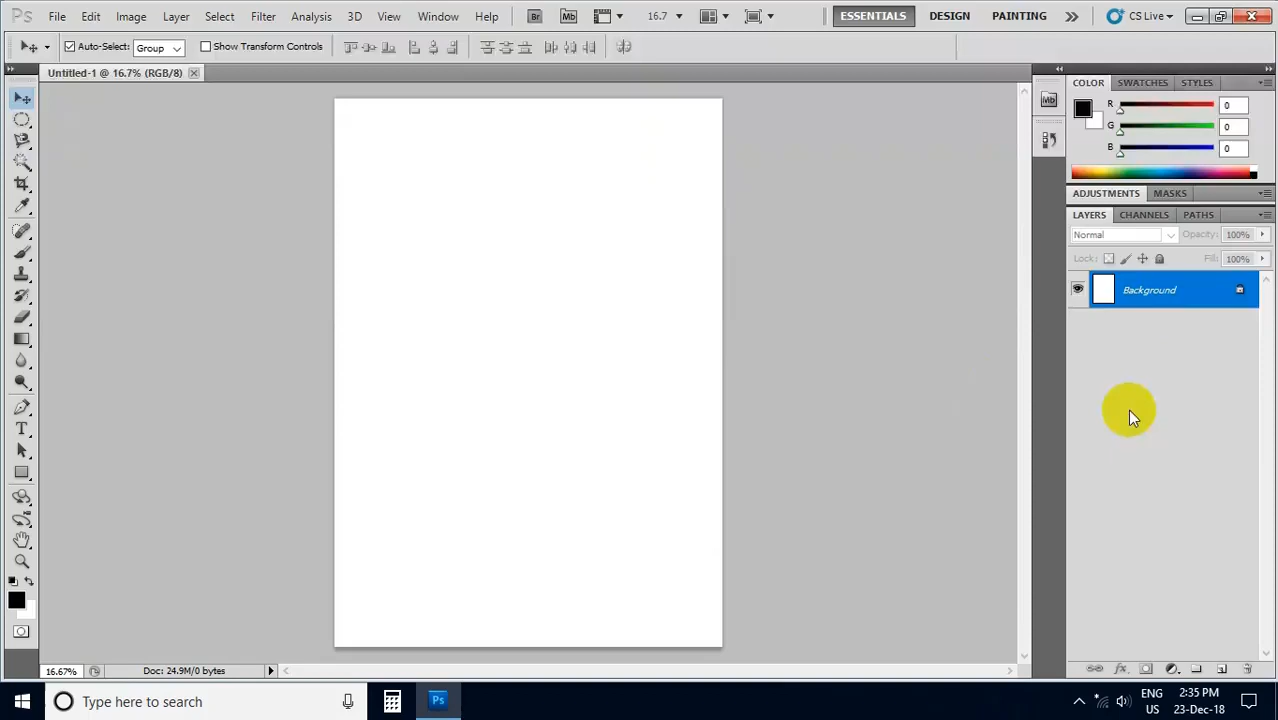 Ps File Edit Image Layer Select Filter Analysis 3D View Window Help Br Mb 16.7 ESSENTIALS DESIGN PAINTING CS Live
Auto-Select: Group Show Transform Controls
Untitled-1 @ 16.7% (RGB/8)
COLOR SWATCHES STYLES
Mb
R 0
G 0
B 0
ADJUSTMENTS MASKS
LAYERS CHANNELS PATHS
Normal Opacity: 100%
Lock: Fill: 100%
Background
T
16.67% Doc: 24.9M/0 bytes
fx
Type here to search Ps ENG 2:35 PM
US 23-Dec-18